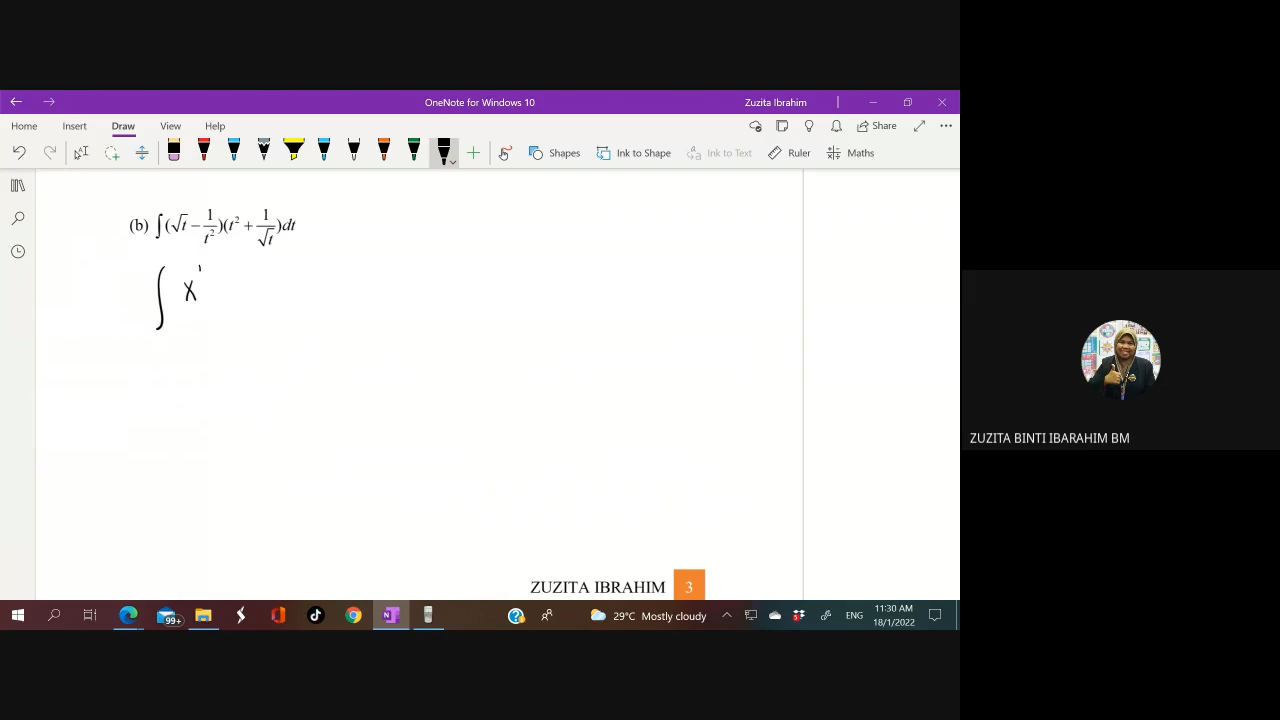 OneNote for Windows 10
Zuzita Ibrahim
Home Insert Draw View Help
Share
Shapes Ink to Shape Ink to Text Ruler Maths
(b) ∫(√t − 1/t²)(t² + 1/√t)dt
∫ x'
ZUZITA IBRAHIM 3
ZUZITA BINTI IBARAHIM BM
99+
29°C Mostly cloudy
5
ENG
11:30 AM
18/1/2022